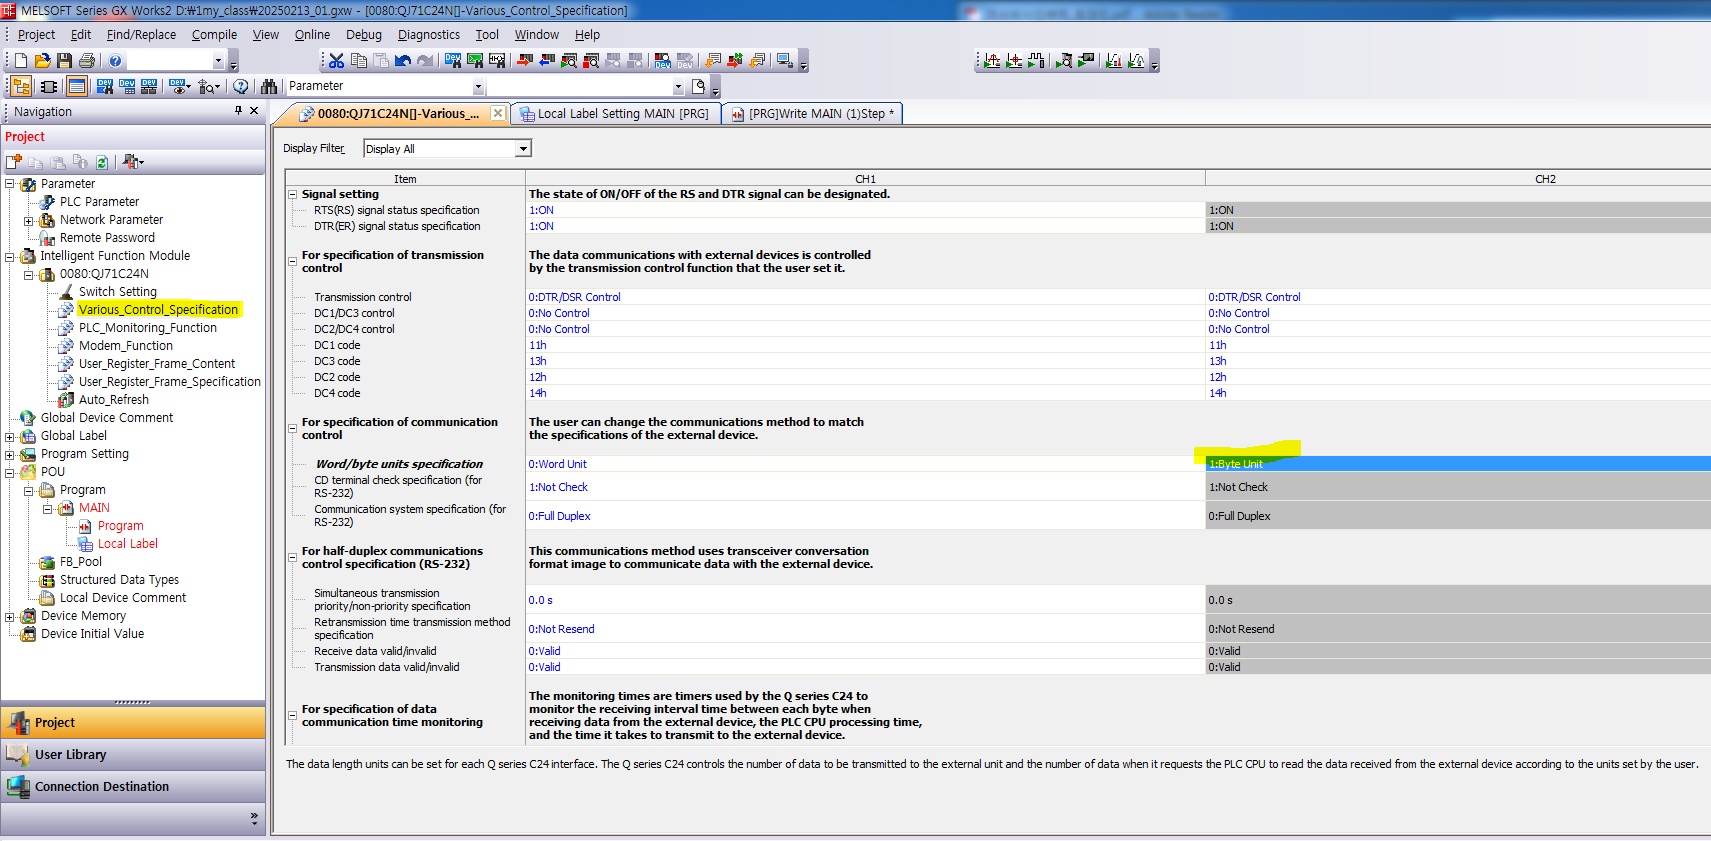 MELSOFT Series GX Works2 D:₩1my_class₩20250213_01.gxw - [0080:QJ71C24N[]-Various_Control_Specification]
Project Edit Find/Replace Compile View Online Debug Diagnostics Tool Window Help
Parameter
Navigation
0080:QJ71C24N[]-Various_...
Local Label Setting MAIN [PRG]
[PRG]Write MAIN (1)Step *
Project
Parameter
PLC Parameter
Network Parameter
Remote Password
Intelligent Function Module
0080:QJ71C24N
Switch Setting
Various_Control_Specification
PLC_Monitoring_Function
Modem_Function
User_Register_Frame_Content
User_Register_Frame_Specification
Auto_Refresh
Global Device Comment
Global Label
Program Setting
POU
Program
MAIN
Program
Local Label
FB_Pool
Structured Data Types
Local Device Comment
Device Memory
Device Initial Value
Project
User Library
Connection Destination
Display Filter Display All
Item CH1 CH2
Signal setting The state of ON/OFF of the RS and DTR signal can be designated.
RTS(RS) signal status specification 1:ON 1:ON
DTR(ER) signal status specification 1:ON 1:ON
For specification of transmission
control
The data communications with external devices is controlled
by the transmission control function that the user set it.
Transmission control 0:DTR/DSR Control 0:DTR/DSR Control
DC1/DC3 control 0:No Control 0:No Control
DC2/DC4 control 0:No Control 0:No Control
DC1 code 11h 11h
DC3 code 13h 13h
DC2 code 12h 12h
DC4 code 14h 14h
For specification of communication
control
The user can change the communications method to match
the specifications of the external device.
Word/byte units specification 0:Word Unit 1:Byte Unit
CD terminal check specification (for
RS-232)
1:Not Check 1:Not Check
Communication system specification (for
RS-232)
0:Full Duplex 0:Full Duplex
For half-duplex communications
control specification (RS-232)
This communications method uses transceiver conversation
format image to communicate data with the external device.
Simultaneous transmission
priority/non-priority specification
0.0 s 0.0 s
Retransmission time transmission method
specification
0:Not Resend 0:Not Resend
Receive data valid/invalid 0:Valid 0:Valid
Transmission data valid/invalid 0:Valid 0:Valid
For specification of data
communication time monitoring
The monitoring times are timers used by the Q series C24 to
monitor the receiving interval time between each byte when
receiving data from the external device, the PLC CPU processing time,
and the time it takes to transmit to the external device.
The data length units can be set for each Q series C24 interface. The Q series C24 controls the number of data to be transmitted to the external unit and the number of data when it requests the PLC CPU to read the data received from the external device according to the units set by the user.